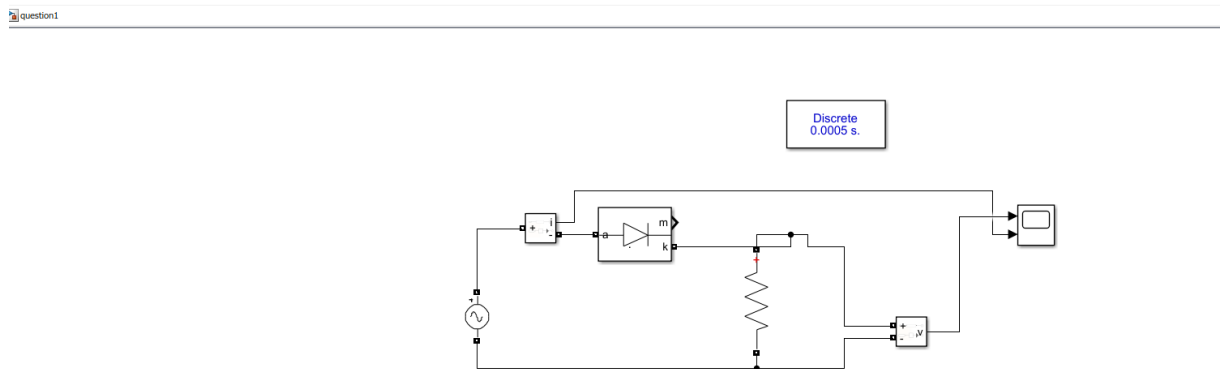 question1
Discrete
0.0005 s.
i
+
-
a
m
k
+
+
-
v